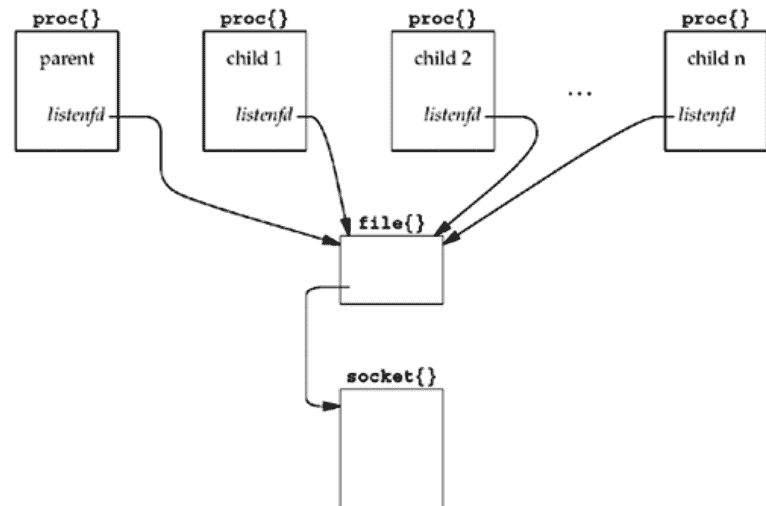 proc{} proc{} proc{} proc{}
parent child 1 child 2 child n
...
listenfd listenfd listenfd listenfd
file{}
socket{}